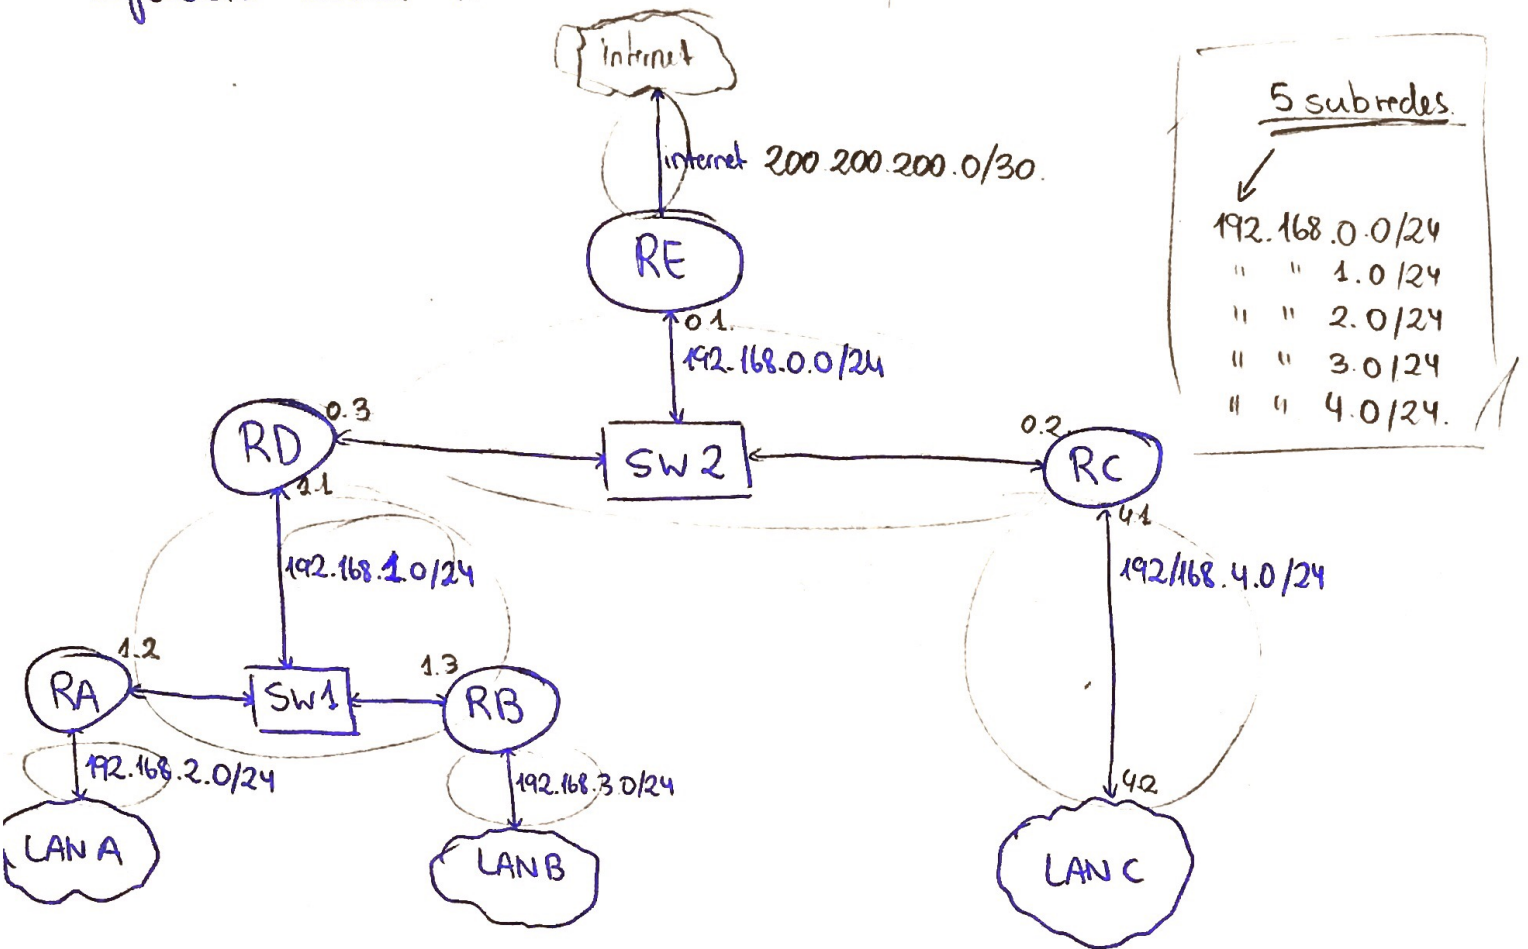 internet
5 subredes.
internet 200.200.200.0/30.
192.168.0.0/24
" " 1.0/24
" " 2.0/24
" " 3.0/24
" " 4.0/24.
RE
0.1.
192.168.0.0/24
RD
0.3
SW2
0.2
RC
1.1
4.1
192.168.1.0/24
192/168.4.0/24
RA
1.2
SW1
1.3
RB
192.168.2.0/24
192.168.3.0/24
4.2
LAN A
LAN B
LAN C